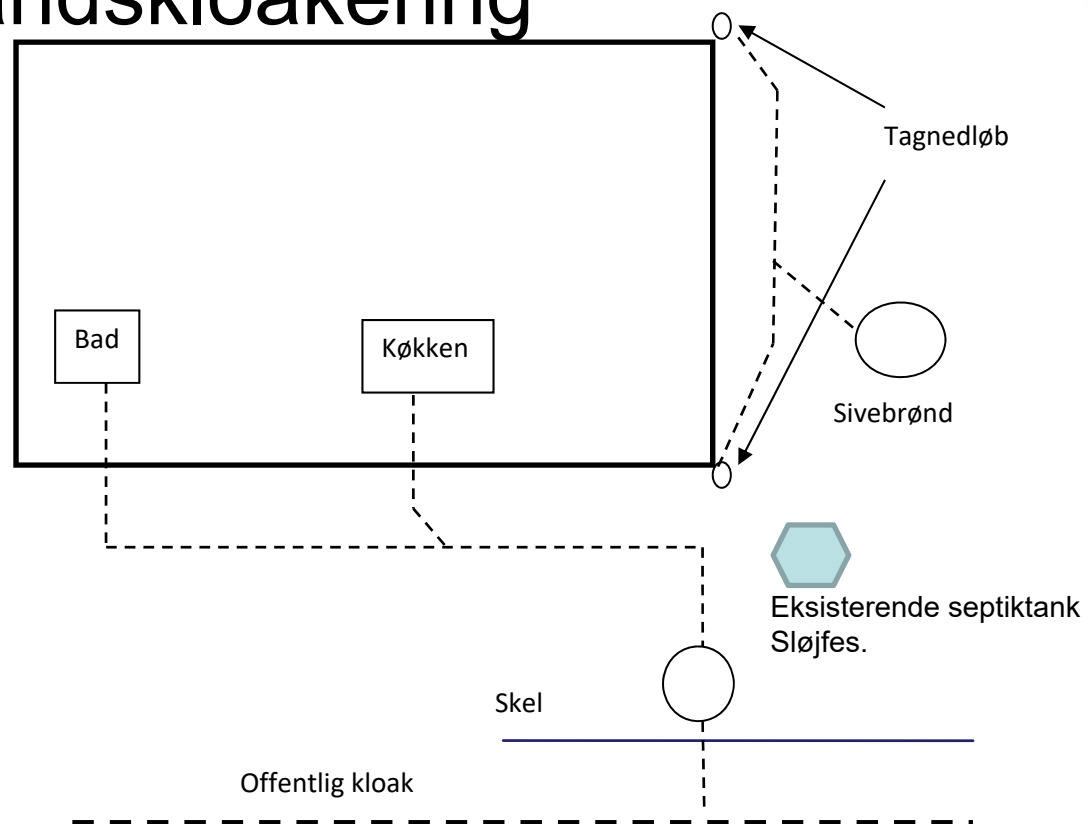 Tagnedløb
Bad
Køkken
Sivebrønd
Eksisterende septiktank
Sløjfes.
Skel
Offentlig kloak